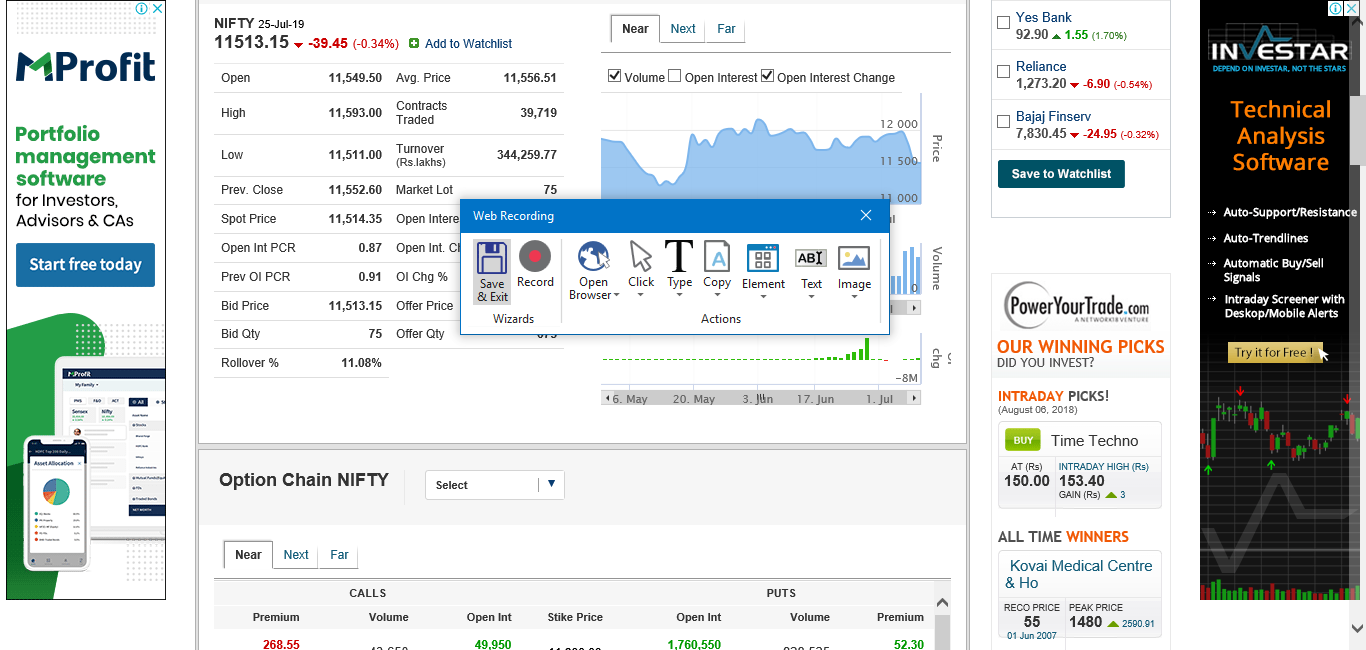 MProfit
Portfolio
management
software
for Investors,
Advisors & CAs
Start free today
MProfit
My Family
Asset Allocation
NIFTY 25-Jul-19
11513.15 -39.45 (-0.34%) Add to Watchlist
Open 11,549.50 Avg. Price 11,556.51
High 11,593.00 Contracts Traded 39,719
Low 11,511.00 Turnover (Rs.lakhs) 344,259.77
Prev. Close 11,552.60 Market Lot 75
Spot Price 11,514.35 Open Intere
Open Int PCR 0.87 Open Int. Ch
Prev OI PCR 0.91 OI Chg %
Bid Price 11,513.15 Offer Price
Bid Qty 75 Offer Qty 675
Rollover % 11.08%
Near Next Far
Volume Open Interest Open Interest Change
12 000
11 500
11 000
Price
Volume
0
chg
−8M
6. May 20. May 3. Jun 17. Jun 1. Jul
Web Recording
Save & Exit
Record
Open Browser
Click
Type
Copy
Element
Text
Image
Wizards
Actions
Option Chain NIFTY
Select
Near Next Far
CALLS PUTS
Premium Volume Open Int Stike Price Open Int Volume Premium
268.55 49,950 1,760,550 52.30
Yes Bank
92.90 1.55 (1.70%)
Reliance
1,273.20 -6.90 (-0.54%)
Bajaj Finserv
7,830.45 -24.95 (-0.32%)
Save to Watchlist
PowerYourTrade.com
A NETWORK18 VENTURE
OUR WINNING PICKS
DID YOU INVEST?
INTRADAY PICKS!
(August 06, 2018)
BUY Time Techno
AT (Rs) INTRADAY HIGH (Rs)
150.00 153.40
GAIN (Rs) 3
ALL TIME WINNERS
Kovai Medical Centre
& Ho
RECO PRICE PEAK PRICE
55 1480 2590.91
01 Jun 2007
INVESTAR
DEPEND ON INVESTAR, NOT THE STARS
Technical
Analysis
Software
Auto-Support/Resistance
Auto-Trendlines
Automatic Buy/Sell
Signals
Intraday Screener with
Deskop/Mobile Alerts
Try it for Free !